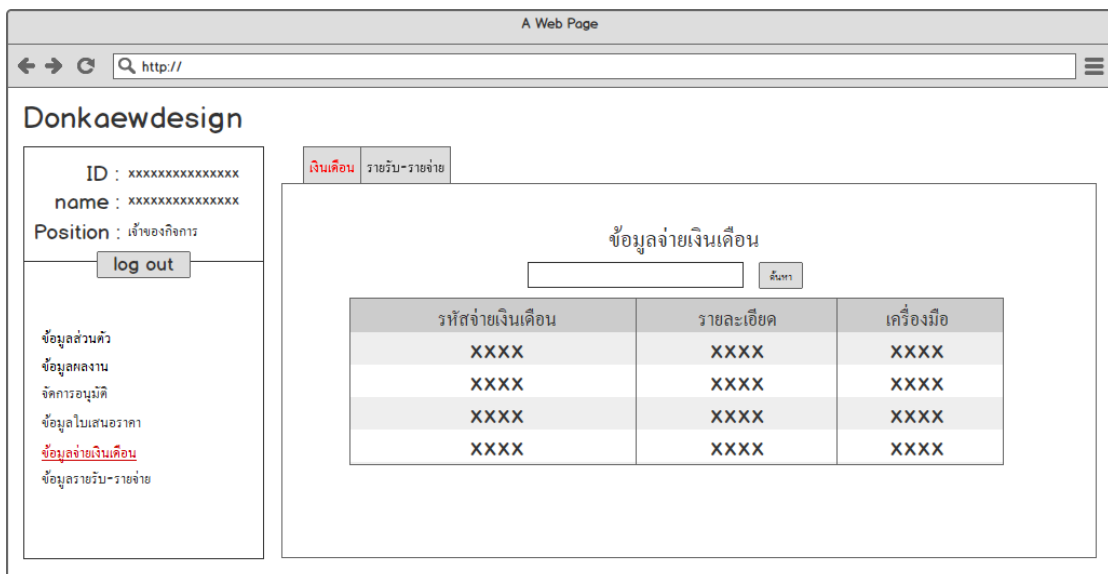 A Web Page
http://
Donkaewdesign
ID : xxxxxxxxxxxxxxx
name : xxxxxxxxxxxxxxx
Position : เจ้าของกิจการ
log out
ข้อมูลส่วนตัว
ข้อมูลผลงาน
จัดการอนุมัติ
ข้อมูลใบเสนอราคา
ข้อมูลจ่ายเงินเดือน
ข้อมูลรายรับ-รายจ่าย
เงินเดือน รายรับ-รายจ่าย
ข้อมูลจ่ายเงินเดือน
ค้นหา
รหัสจ่ายเงินเดือน รายละเอียด เครื่องมือ
XXXX XXXX XXXX
XXXX XXXX XXXX
XXXX XXXX XXXX
XXXX XXXX XXXX